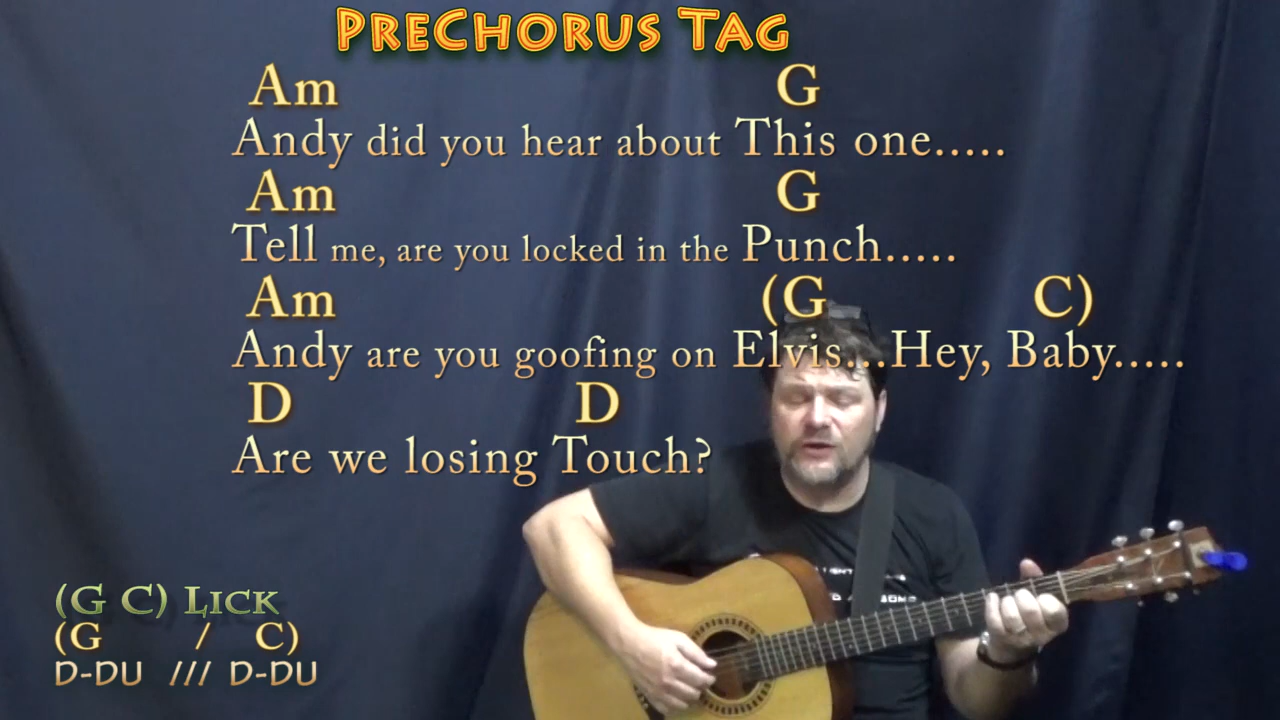 PreChorus Tag
Am G
Andy did you hear about This one.....
Am G
Tell me, are you locked in the Punch.....
Am (G C)
Andy are you goofing on Elvis...Hey, Baby.....
D D
Are we losing Touch?
(G C) Lick
(G / C)
D-DU /// D-DU